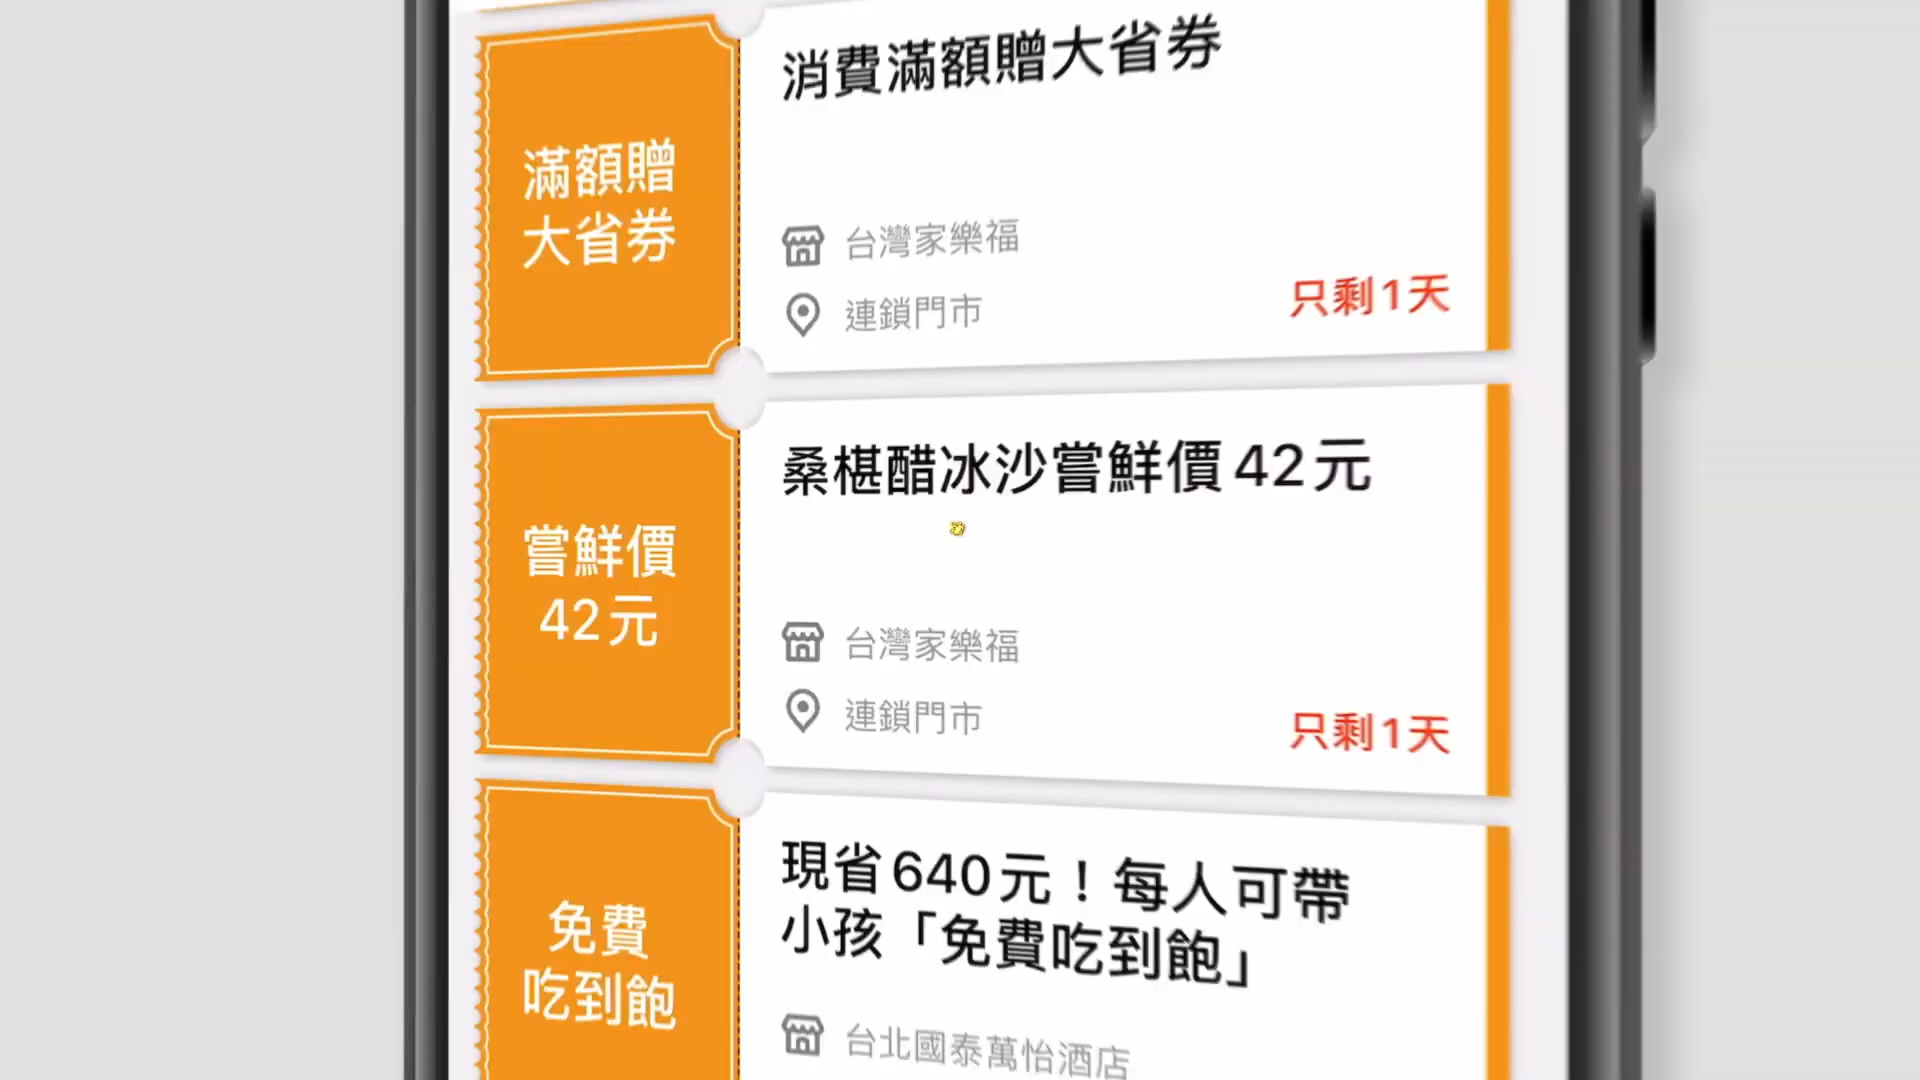 滿額贈
大省券
消費滿額贈大省券
台灣家樂福
連鎖門市
只剩1天
嘗鮮價
42元
桑椹醋冰沙嘗鮮價42元
台灣家樂福
連鎖門市
只剩1天
免費
吃到飽
現省640元！每人可帶
小孩「免費吃到飽」
台北國泰萬怡酒店